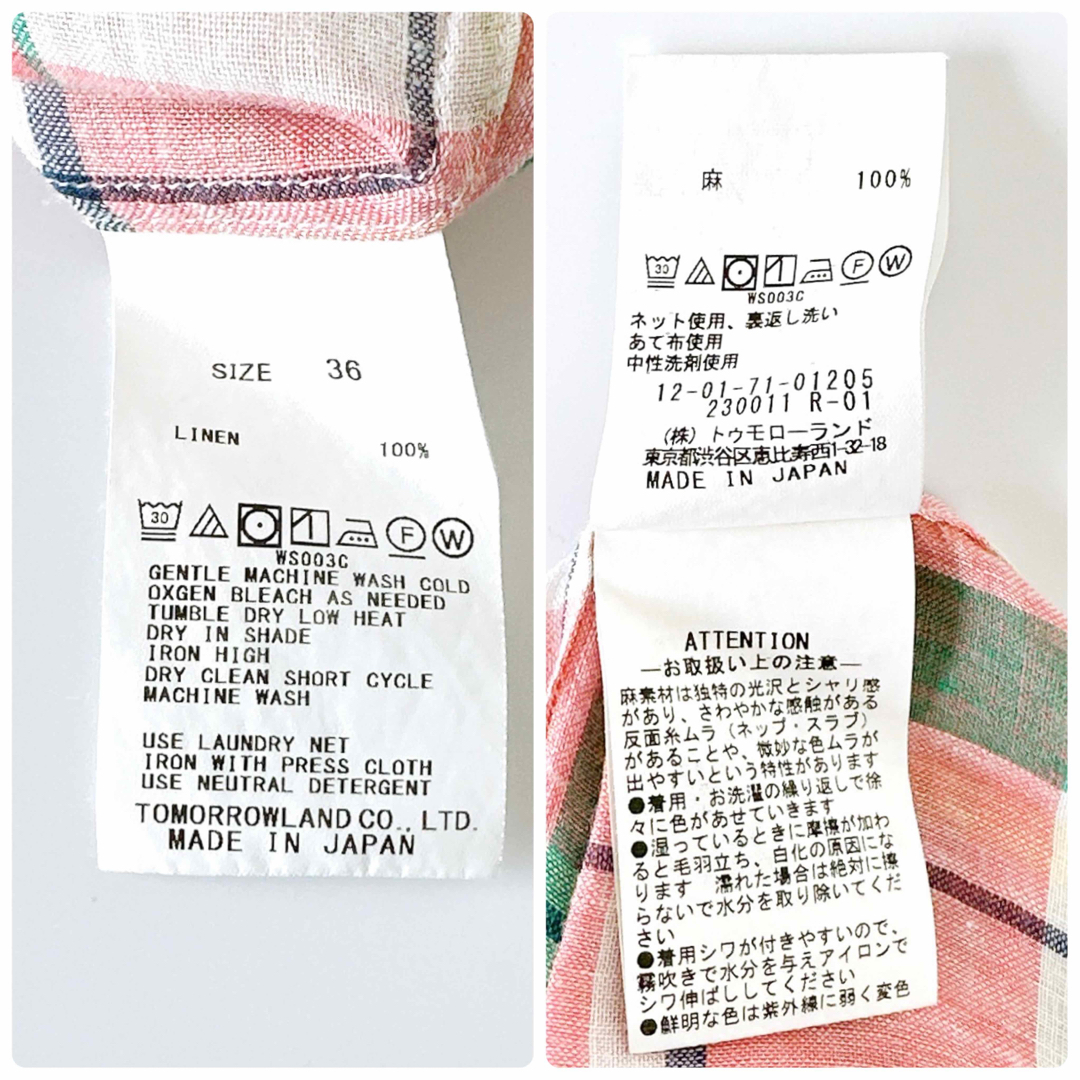 SIZE 36
LINEN 100%
30 F W
WS003C
GENTLE MACHINE WASH COLD
OXGEN BLEACH AS NEEDED
TUMBLE DRY LOW HEAT
DRY IN SHADE
IRON HIGH
DRY CLEAN SHORT CYCLE
MACHINE WASH
USE LAUNDRY NET
IRON WITH PRESS CLOTH
USE NEUTRAL DETERGENT
TOMORROWLAND CO., LTD.
MADE IN JAPAN
麻 100%
30 F W
WS003C
ネット使用、裏返し洗い
あて布使用
中性洗剤使用
12-01-71-01205
230011 R-01
(株)トゥモローランド
東京都渋谷区恵比寿西1-32-18
MADE IN JAPAN
ATTENTION
―お取扱い上の注意―
麻素材は独特の光沢とシャリ感
があり、さわやかな感触がある
反面糸ムラ(ネップ・スラブ)
があることや、微妙な色ムラが
出やすいという特性があります
●着用・お洗濯の繰り返しで徐
々に色があせていきます
●湿っているときに摩擦が加わ
ると毛羽立ち、白化の原因にな
ります 濡れた場合は絶対に擦
らないで水分を取り除いてくだ
さい
●着用シワが付きやすいので、
霧吹きで水分を与えアイロンで
シワ伸ばししてください
●鮮明な色は紫外線に弱く変色